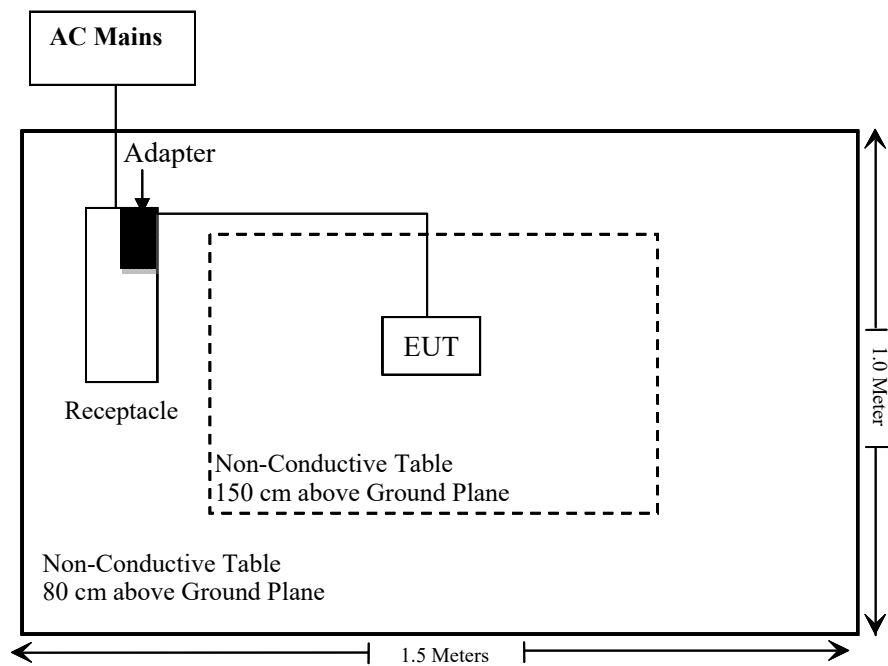 AC Mains
Adapter
EUT
Receptacle
1.0 Meter
Non-Conductive Table
150 cm above Ground Plane
Non-Conductive Table
80 cm above Ground Plane
1.5 Meters